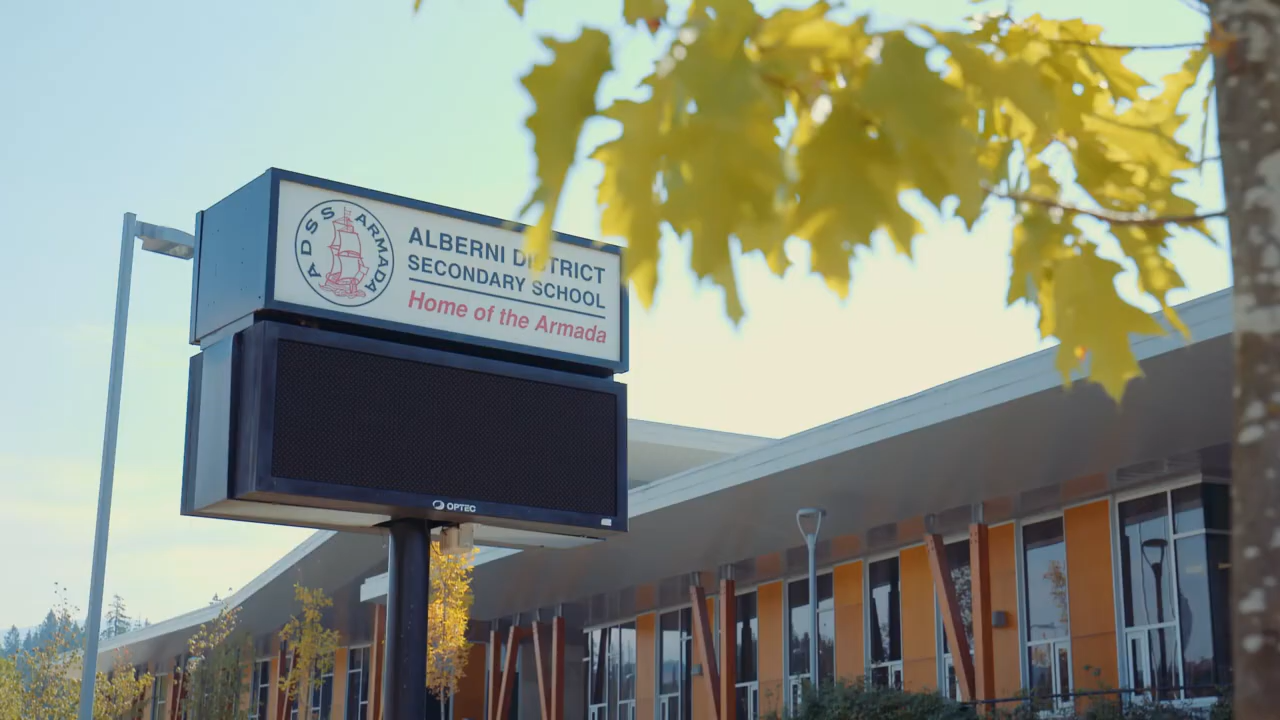 ADSS ARMADA
ALBERNI DISTRICT
SECONDARY SCHOOL
Home of the Armada
OPTEC